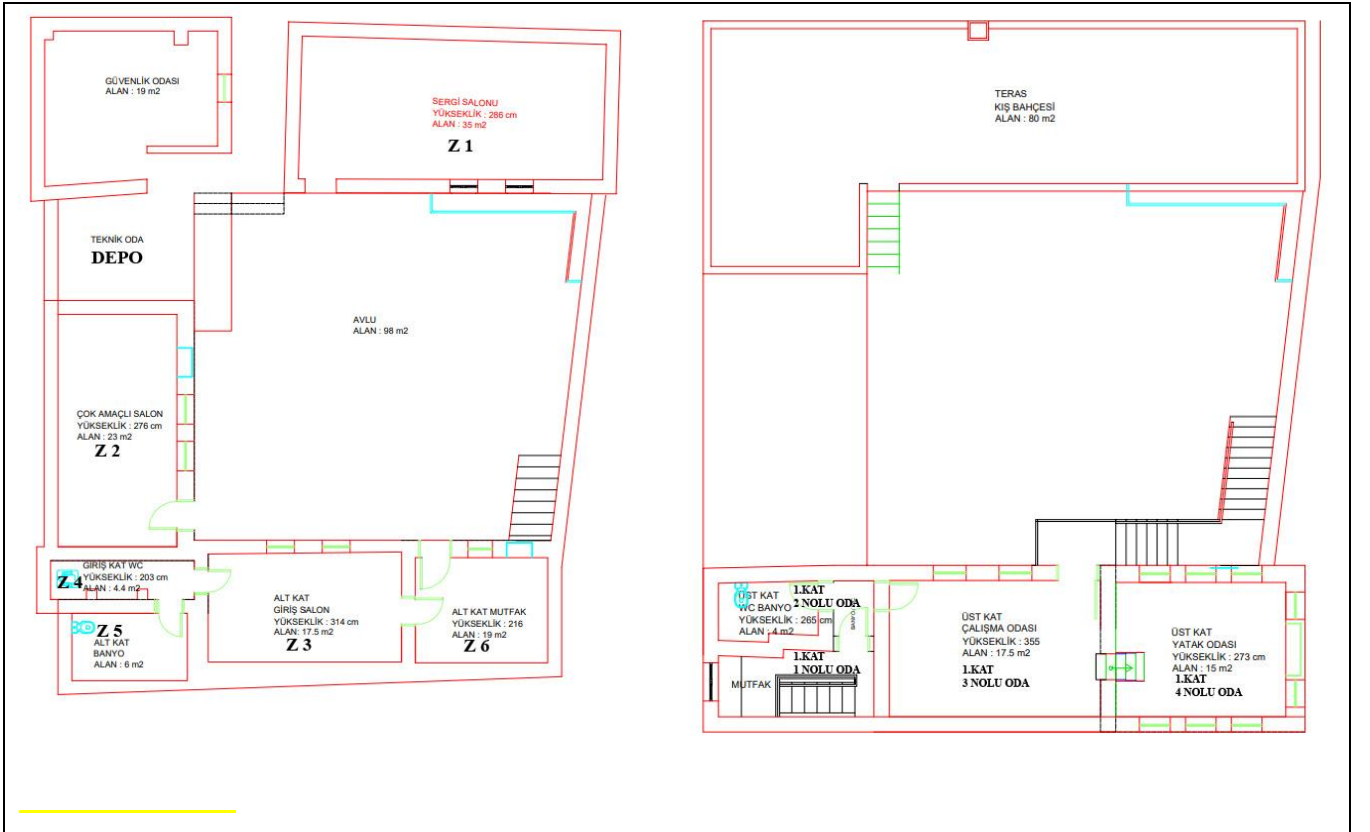 GÜVENLİK ODASI
ALAN : 19 m2
SERGİ SALONU
YÜKSEKLİK : 286 cm
ALAN : 35 m2
Z 1
TEKNİK ODA
DEPO
AVLU
ALAN : 98 m2
ÇOK AMAÇLI SALON
YÜKSEKLİK : 276 cm
ALAN : 23 m2
Z 2
GİRİŞ KAT WC
YÜKSEKLİK : 203 cm
ALAN : 4.4 m2
Z 4
Z 5
ALT KAT
BANYO
ALAN : 6 m2
ALT KAT
GİRİŞ SALON
YÜKSEKLİK : 314 cm
ALAN: 17.5 m2
Z 3
ALT KAT MUTFAK
YÜKSEKLİK : 216
ALAN : 19 m2
Z 6
TERAS
KIŞ BAHÇESİ
ALAN : 80 m2
ÜST KAT
WC BANYO
YÜKSEKLİK : 265 cm
ALAN : 4 m2
1.KAT
2 NOLU ODA
1.KAT
1 NOLU ODA
MUTFAK
ÜST KAT
ÇALIŞMA ODASI
YÜKSEKLİK : 355
ALAN : 17.5 m2
1.KAT
3 NOLU ODA
ÜST KAT
YATAK ODASI
YÜKSEKLİK : 273 cm
ALAN : 15 m2
1.KAT
4 NOLU ODA